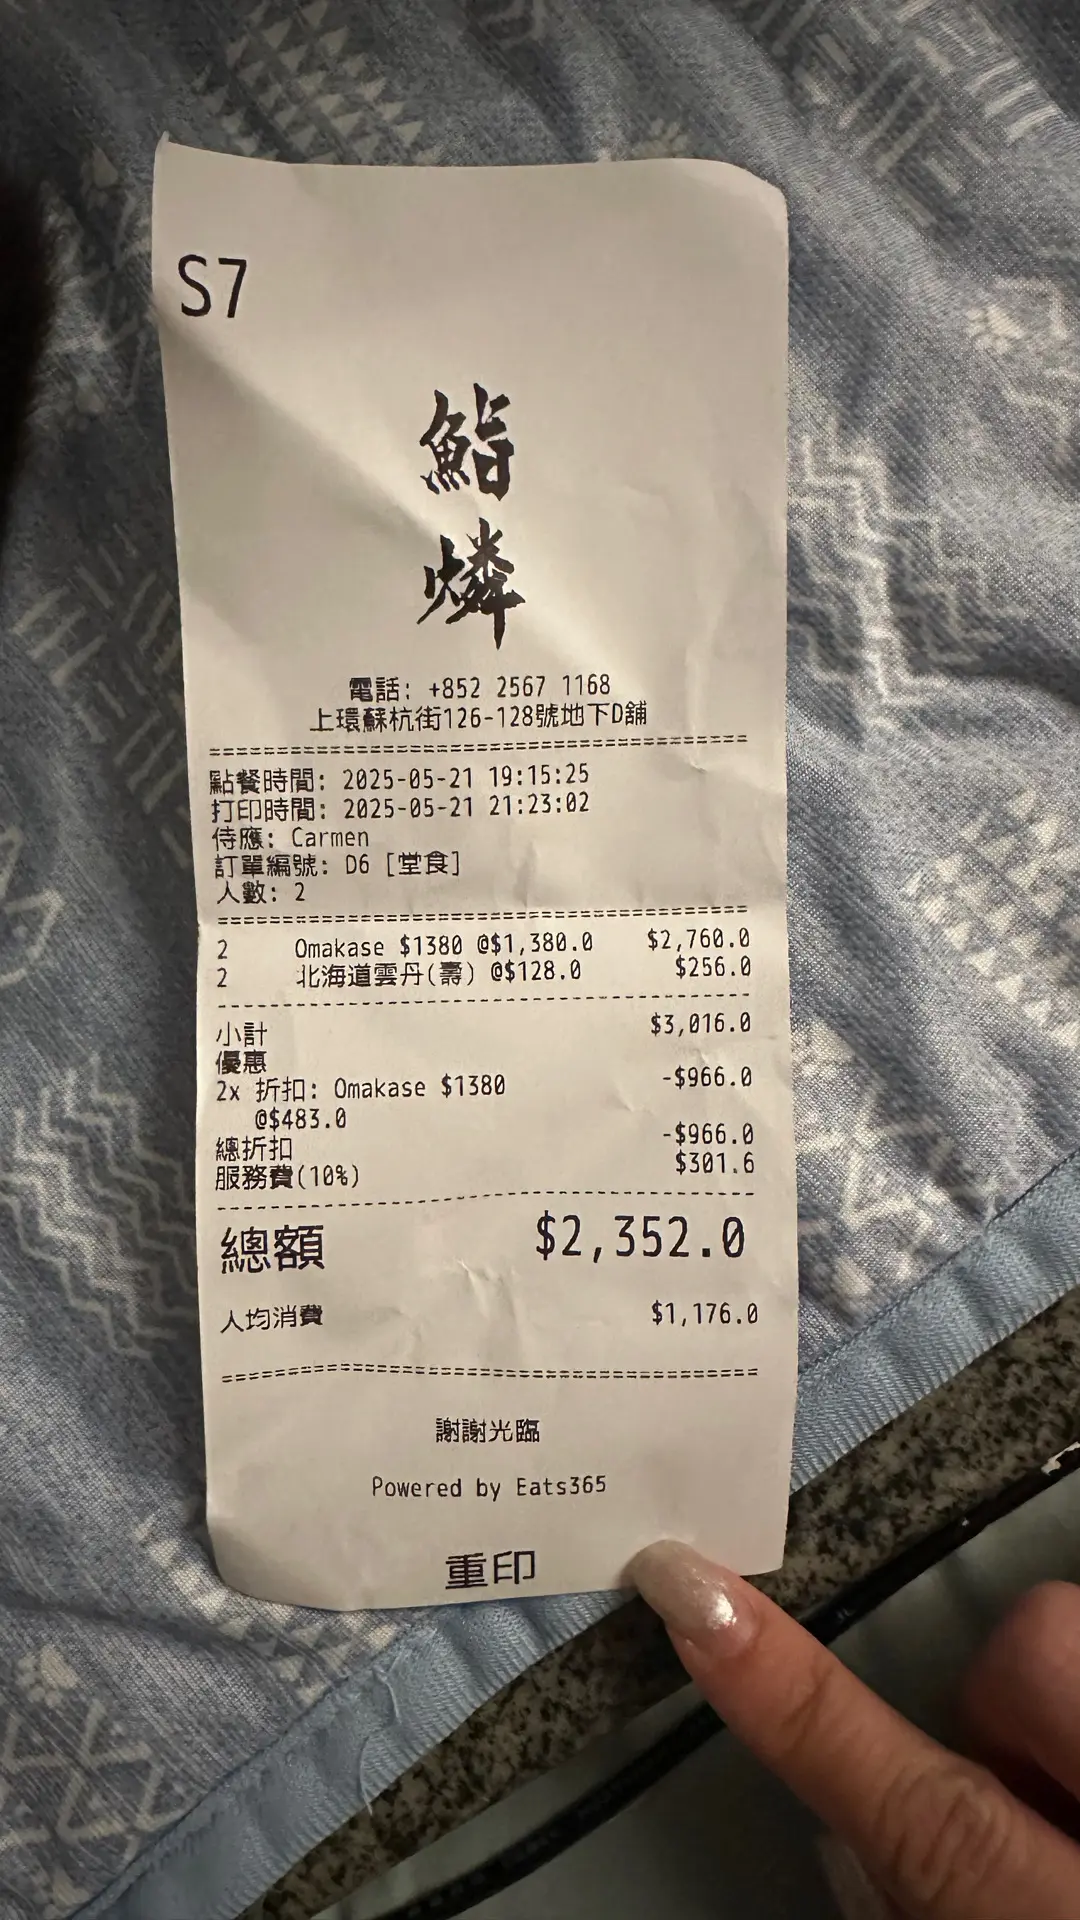 S7
鮨
燐
電話: +852 2567 1168
上環蘇杭街126-128號地下D舖
點餐時間: 2025-05-21 19:15:25
打印時間: 2025-05-21 21:23:02
侍應: Carmen
訂單編號: D6 [堂食]
人數: 2
2 Omakase $1380 @$1,380.0 $2,760.0
2 北海道雲丹(壽) @$128.0 $256.0
小計 $3,016.0
優惠
2x 折扣: Omakase $1380 -$966.0
@$483.0
總折扣 -$966.0
服務費(10%) $301.6
總額 $2,352.0
人均消費 $1,176.0
謝謝光臨
Powered by Eats365
重印